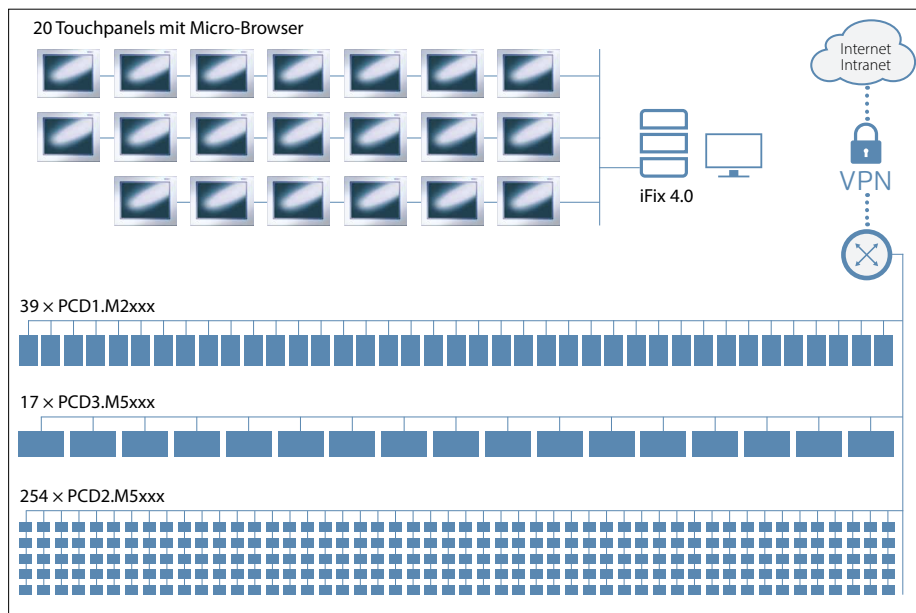 20 Touchpanels mit Micro-Browser
Internet
Intranet
VPN
iFix 4.0
39 × PCD1.M2xxx
17 × PCD3.M5xxx
254 × PCD2.M5xxx